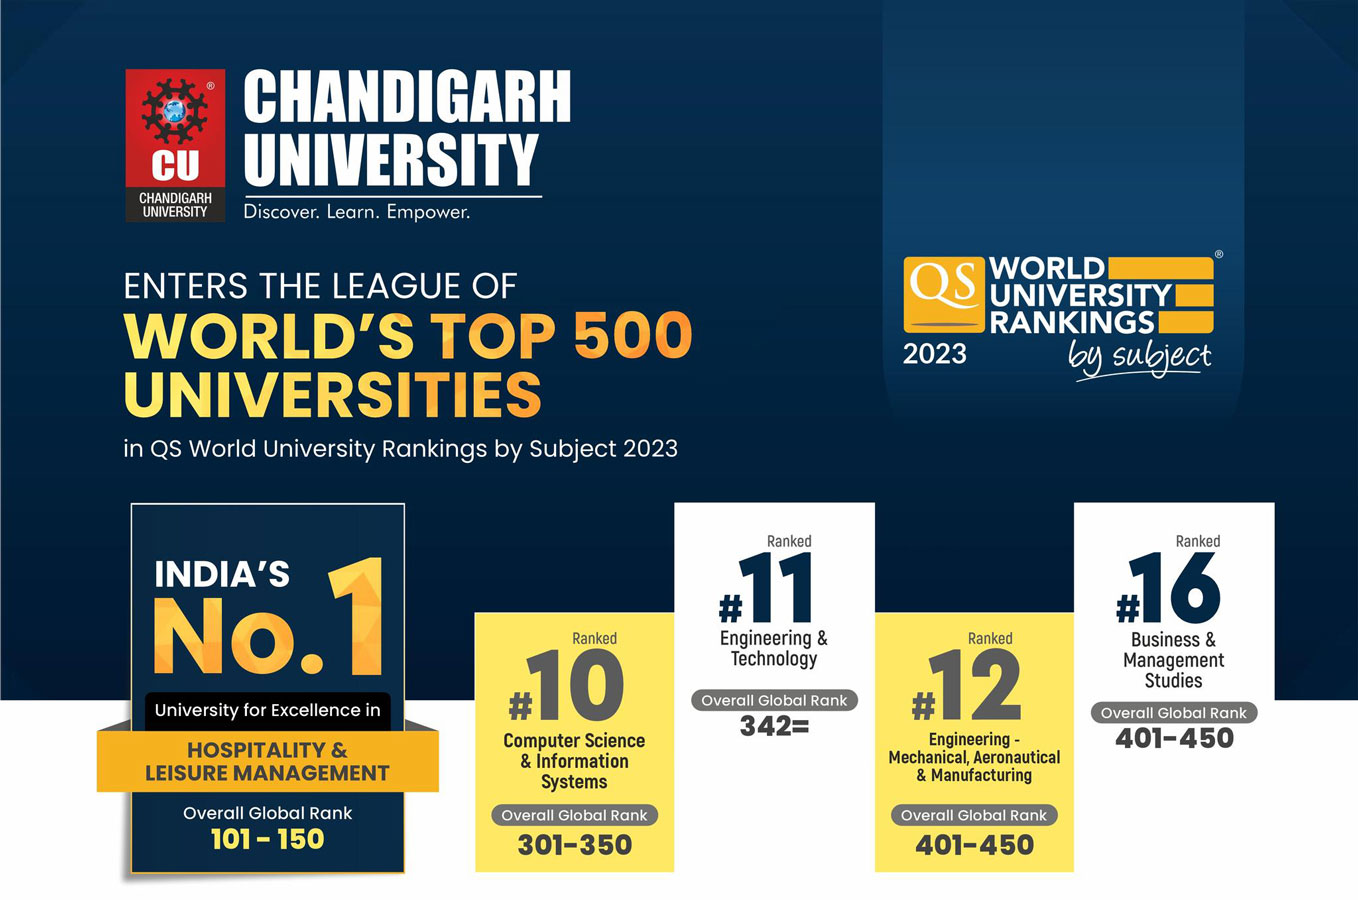 CU
CHANDIGARH
UNIVERSITY
®
CHANDIGARH
UNIVERSITY
Discover. Learn. Empower.
ENTERS THE LEAGUE OF
WORLD'S TOP 500
UNIVERSITIES
in QS World University Rankings by Subject 2023
QS
WORLD
UNIVERSITY
RANKINGS
®
2023
by subject
INDIA'S
No.1
University for Excellence in
HOSPITALITY &
LEISURE MANAGEMENT
Overall Global Rank
101 - 150
Ranked
#10
Computer Science
& Information
Systems
Overall Global Rank
301-350
Ranked
#11
Engineering &
Technology
Overall Global Rank
342=
Ranked
#12
Engineering -
Mechanical, Aeronautical
& Manufacturing
Overall Global Rank
401-450
Ranked
#16
Business &
Management
Studies
Overall Global Rank
401-450